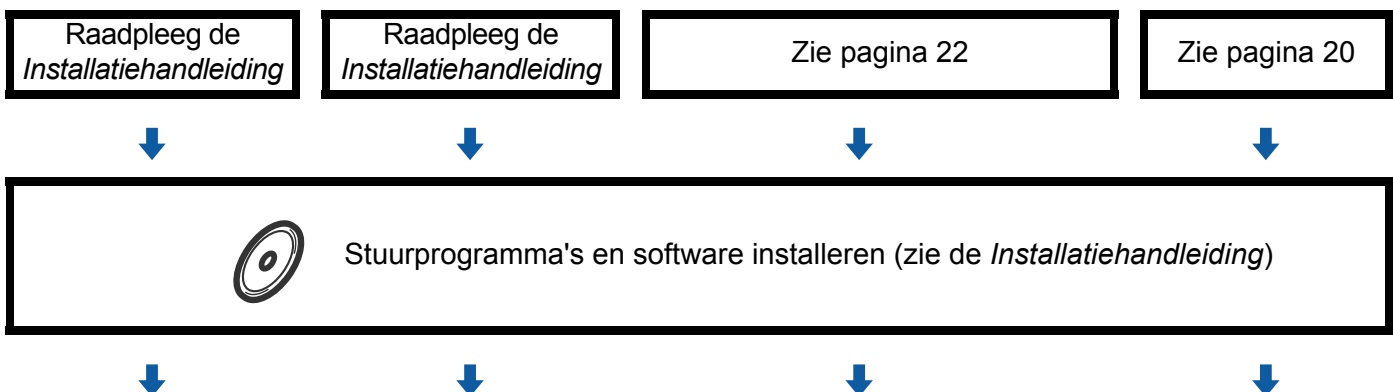 Raadpleeg de
Installatiehandleiding
Raadpleeg de
Installatiehandleiding
Zie pagina 22
Zie pagina 20
Stuurprogramma's en software installeren (zie de Installatiehandleiding)